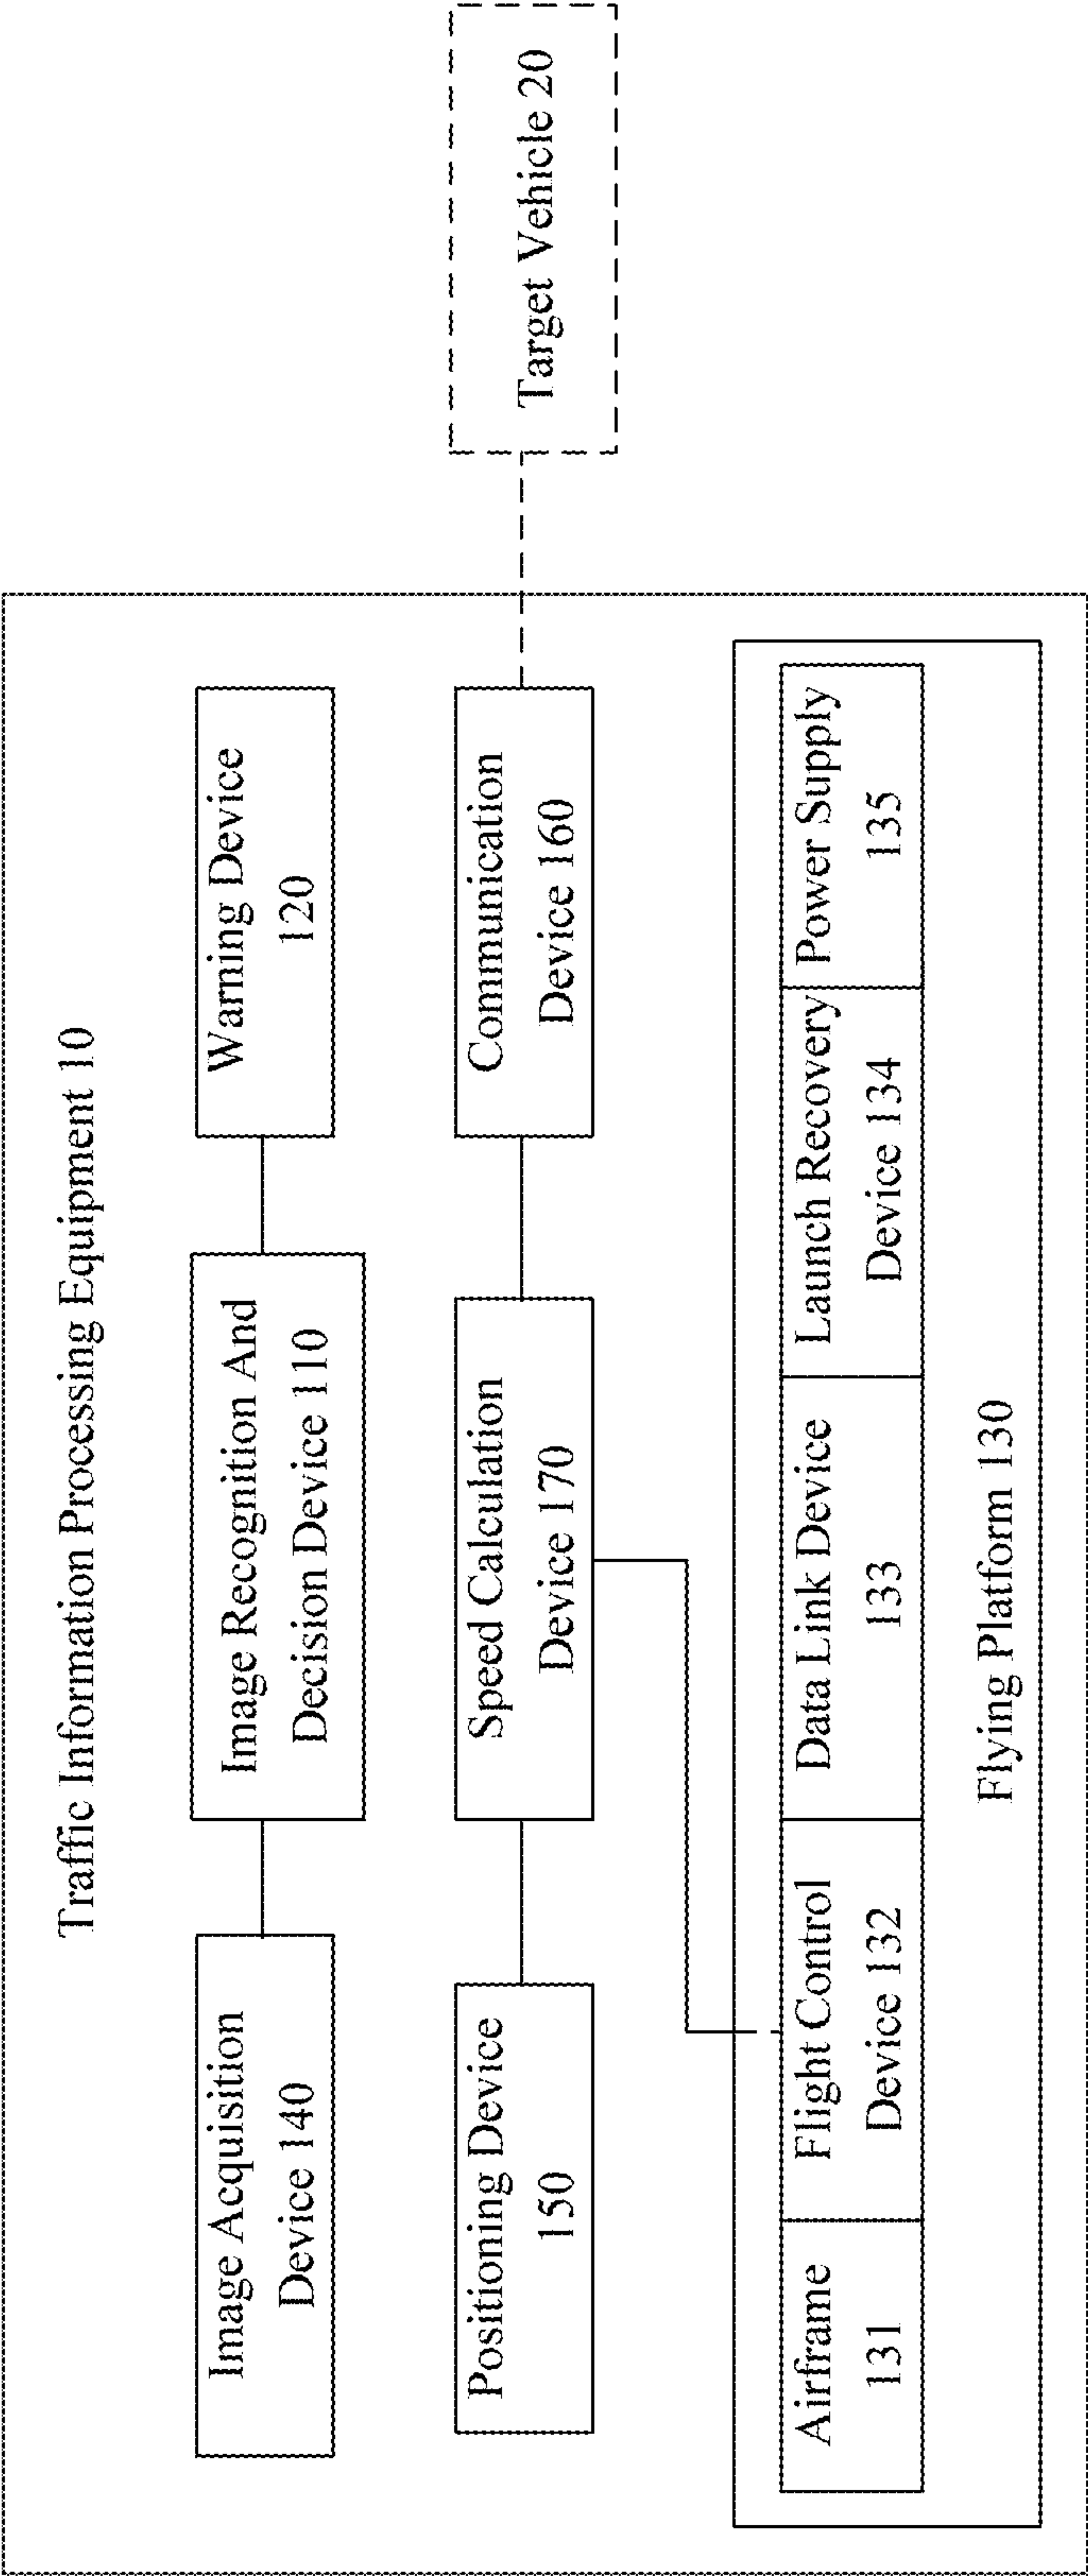 Traffic Information Processing Equipment 10
Image Acquisition
Device 140
Image Recognition And
Decision Device 110
Warning Device
120
Positioning Device
150
Speed Calculation
Device 170
Communication
Device 160
Target Vehicle 20
Airframe
131
Flight Control
Device 132
Data Link Device
133
Launch Recovery
Device 134
Power Supply
135
Flying Platform 130